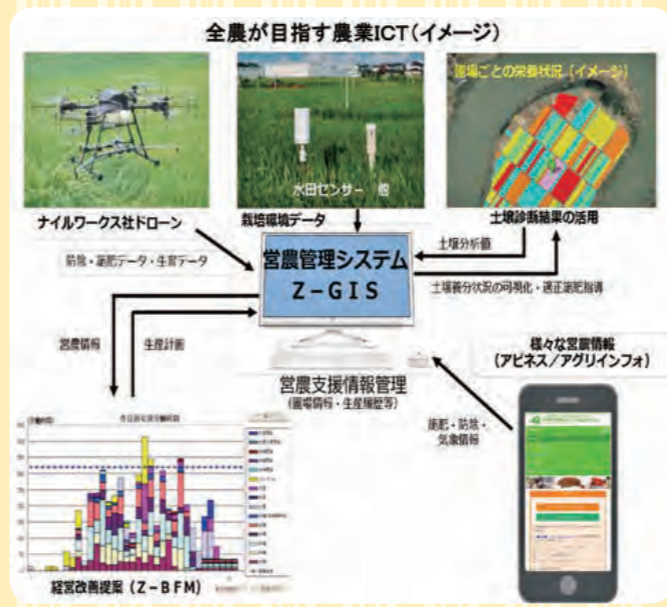 全農が目指す農業ICT(イメージ)
圃場ごとの栄養状況（イメージ）
水田センサー 他
ナイルワークス社ドローン
栽培環境データ
土壌診断結果の活用
防除・施肥データ・生育データ
土壌分析値
営農管理システム
Z－GIS
土壌養分状況の可視化・適正施肥指導
営農情報
生産計画
様々な営農情報
（アピネス／アグリインフォ）
営農支援情報管理
（圃場情報・生産履歴等）
施肥・防除・
気象情報
経営改善提案（Z－BFM）